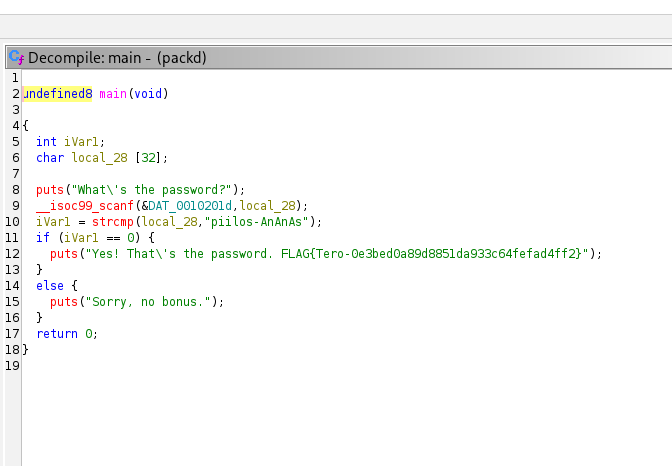 Decompile: main - (packd)
1
2 undefined8 main(void)
3
4 {
5 int iVar1;
6 char local_28 [32];
7
8 puts("What\'s the password?");
9 __isoc99_scanf(&DAT_0010201d,local_28);
10 iVar1 = strcmp(local_28,"piilos-AnAnAs");
11 if (iVar1 == 0) {
12 puts("Yes! That\'s the password. FLAG{Tero-0e3bed0a89d8851da933c64fefad4ff2}");
13 }
14 else {
15 puts("Sorry, no bonus.");
16 }
17 return 0;
18 }
19